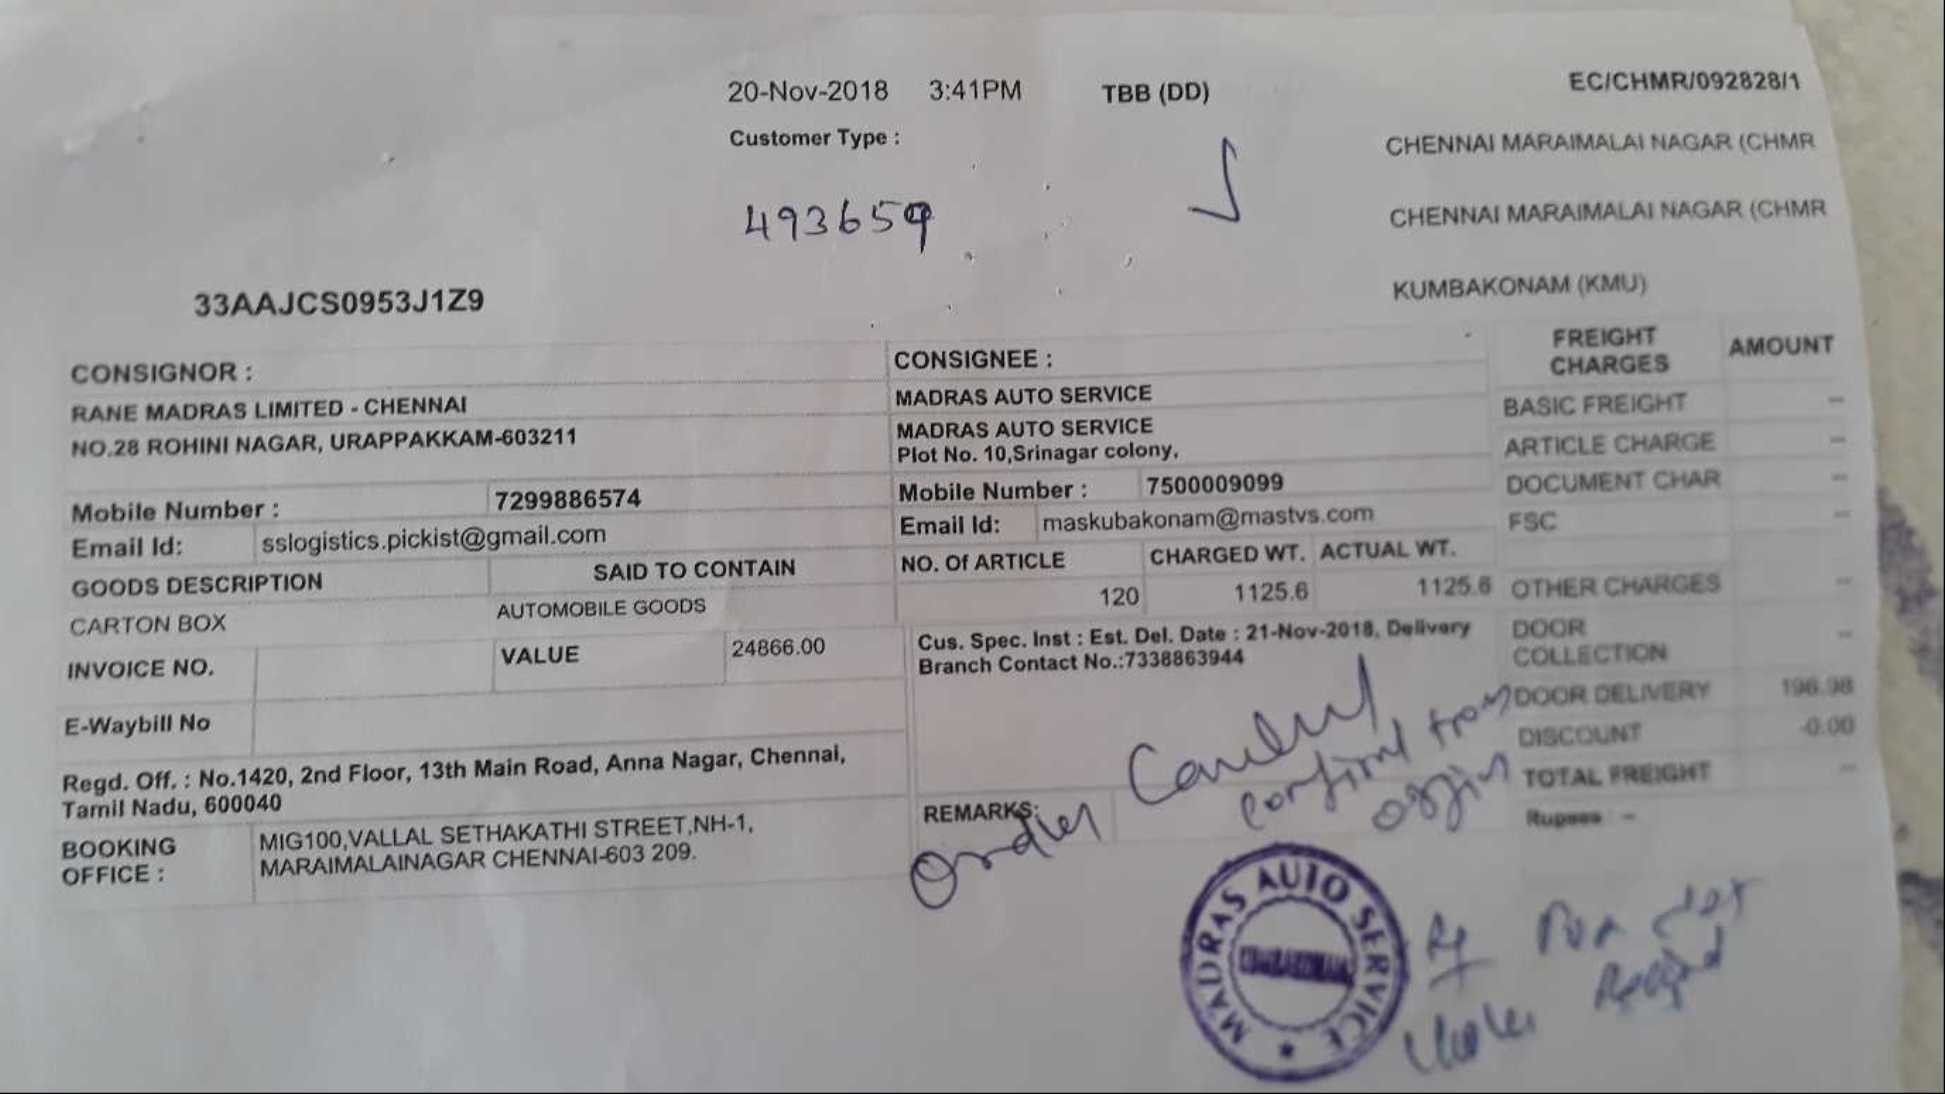 20-Nov-2018 3:41PM TBB (DD) EC/CHMR/092828/1
Customer Type :
CHENNAI MARAIMALAI NAGAR (CHMR
493659
CHENNAI MARAIMALAI NAGAR (CHMR
KUMBAKONAM (KMU)
33AAJCS0953J1Z9
CONSIGNOR :
RANE MADRAS LIMITED - CHENNAI
NO.28 ROHINI NAGAR, URAPPAKKAM-603211
Mobile Number : 7299886574
Email Id: sslogistics.pickist@gmail.com
GOODS DESCRIPTION SAID TO CONTAIN
CARTON BOX AUTOMOBILE GOODS
INVOICE NO. VALUE 24866.00
E-Waybill No
Regd. Off. : No.1420, 2nd Floor, 13th Main Road, Anna Nagar, Chennai,
Tamil Nadu, 600040
BOOKING OFFICE : MIG100,VALLAL SETHAKATHI STREET,NH-1,
MARAIMALAINAGAR CHENNAI-603 209.
CONSIGNEE :
MADRAS AUTO SERVICE
MADRAS AUTO SERVICE
Plot No. 10,Srinagar colony,
Mobile Number : 7500009099
Email Id: maskubakonam@mastvs.com
NO. Of ARTICLE CHARGED WT. ACTUAL WT.
120 1125.6 1125.6
Cus. Spec. Inst : Est. Del. Date : 21-Nov-2018, Delivery
Branch Contact No.:7338863944
REMARKS:
Order
confirm from
FREIGHT CHARGES AMOUNT
BASIC FREIGHT --
ARTICLE CHARGE --
DOCUMENT CHAR --
FSC --
OTHER CHARGES --
DOOR COLLECTION --
DOOR DELIVERY 196.98
DISCOUNT -0.00
TOTAL FREIGHT --
Rupees --
MADRAS AUTO SERVICE